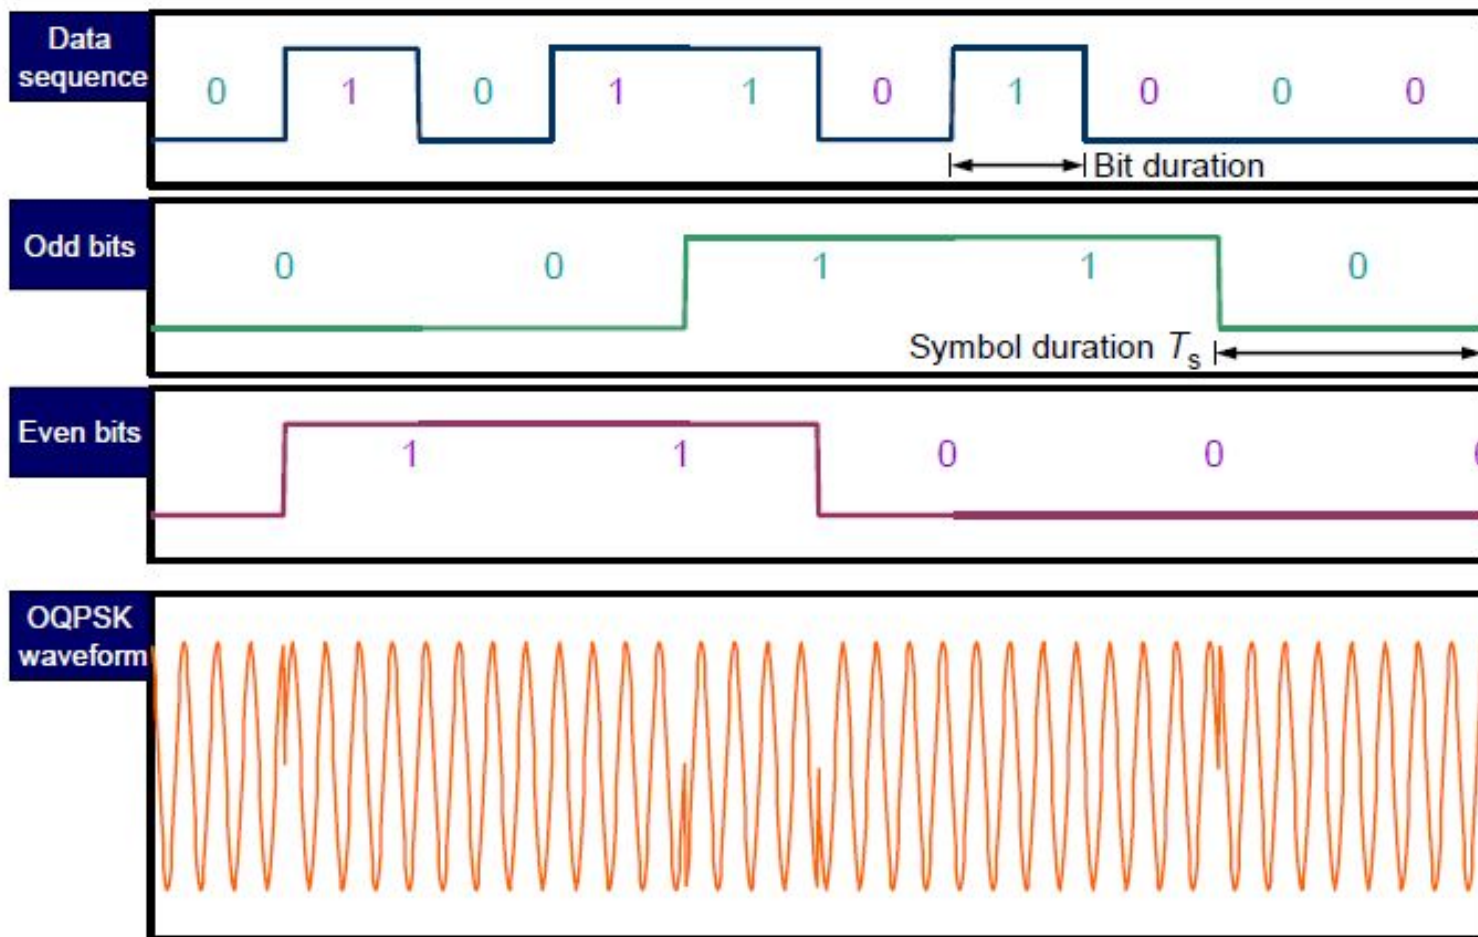 Data
sequence
0 1 0 1 1 0 1 0 0 0
Bit duration
Odd bits
0 0 1 1 0
Symbol duration Ts
Even bits
1 1 0 0
OQPSK
waveform